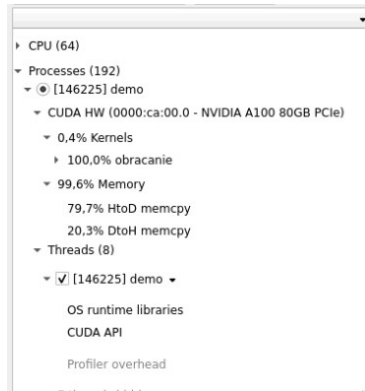 CPU (64)
Processes (192)
[146225] demo
CUDA HW (0000:ca:00.0 - NVIDIA A100 80GB PCIe)
0,4% Kernels
100,0% obracanie
99,6% Memory
79,7% HtoD memcpy
20,3% DtoH memcpy
Threads (8)
[146225] demo
OS runtime libraries
CUDA API
Profiler overhead